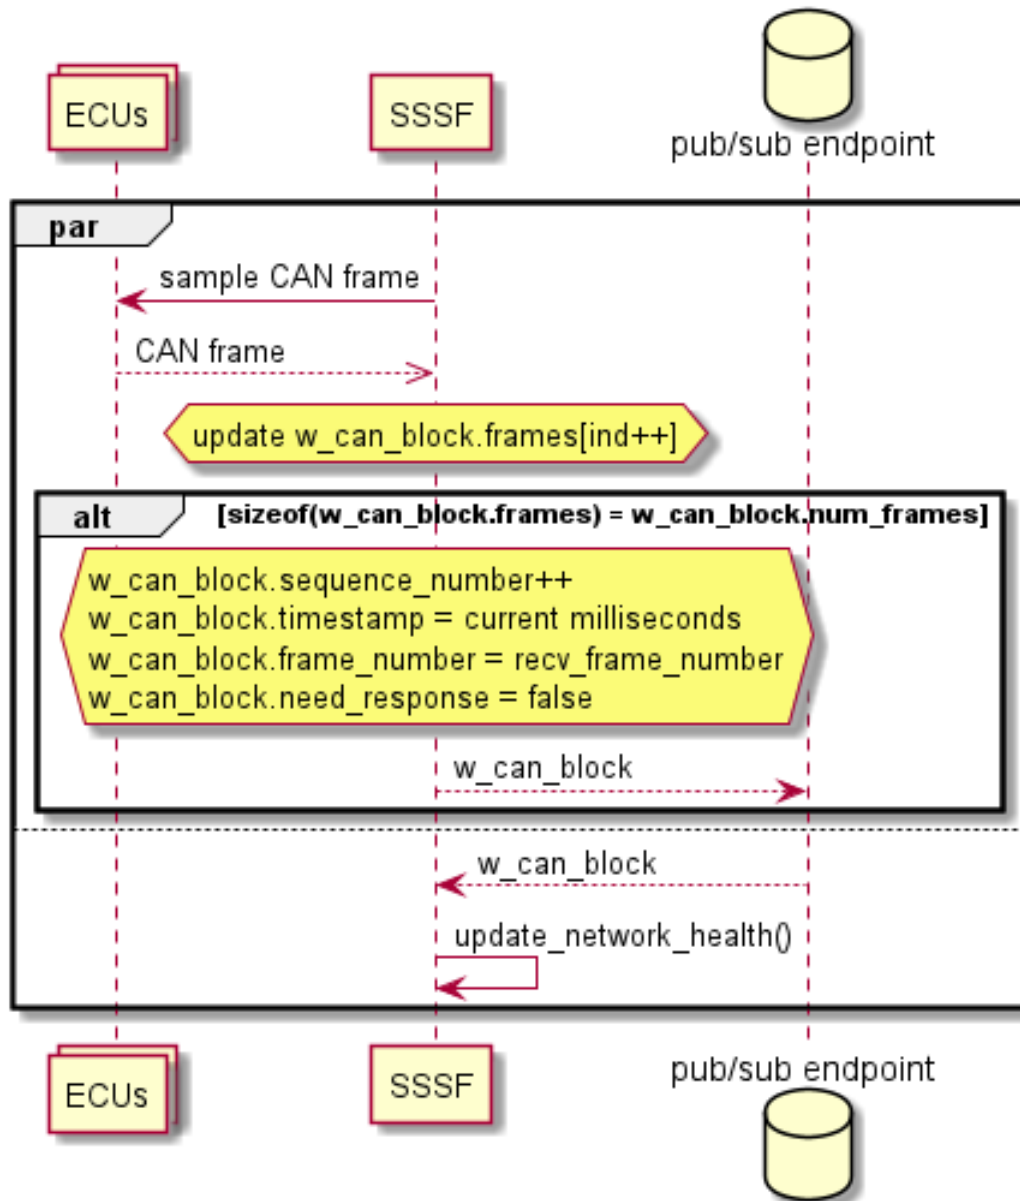 ECUs
SSSF
pub/sub endpoint
par
sample CAN frame
CAN frame
update w_can_block.frames[ind++]
alt
[sizeof(w_can_block.frames) = w_can_block.num_frames]
w_can_block.sequence_number++
w_can_block.timestamp = current milliseconds
w_can_block.frame_number = recv_frame_number
w_can_block.need_response = false
w_can_block
w_can_block
update_network_health()
ECUs
SSSF
pub/sub endpoint